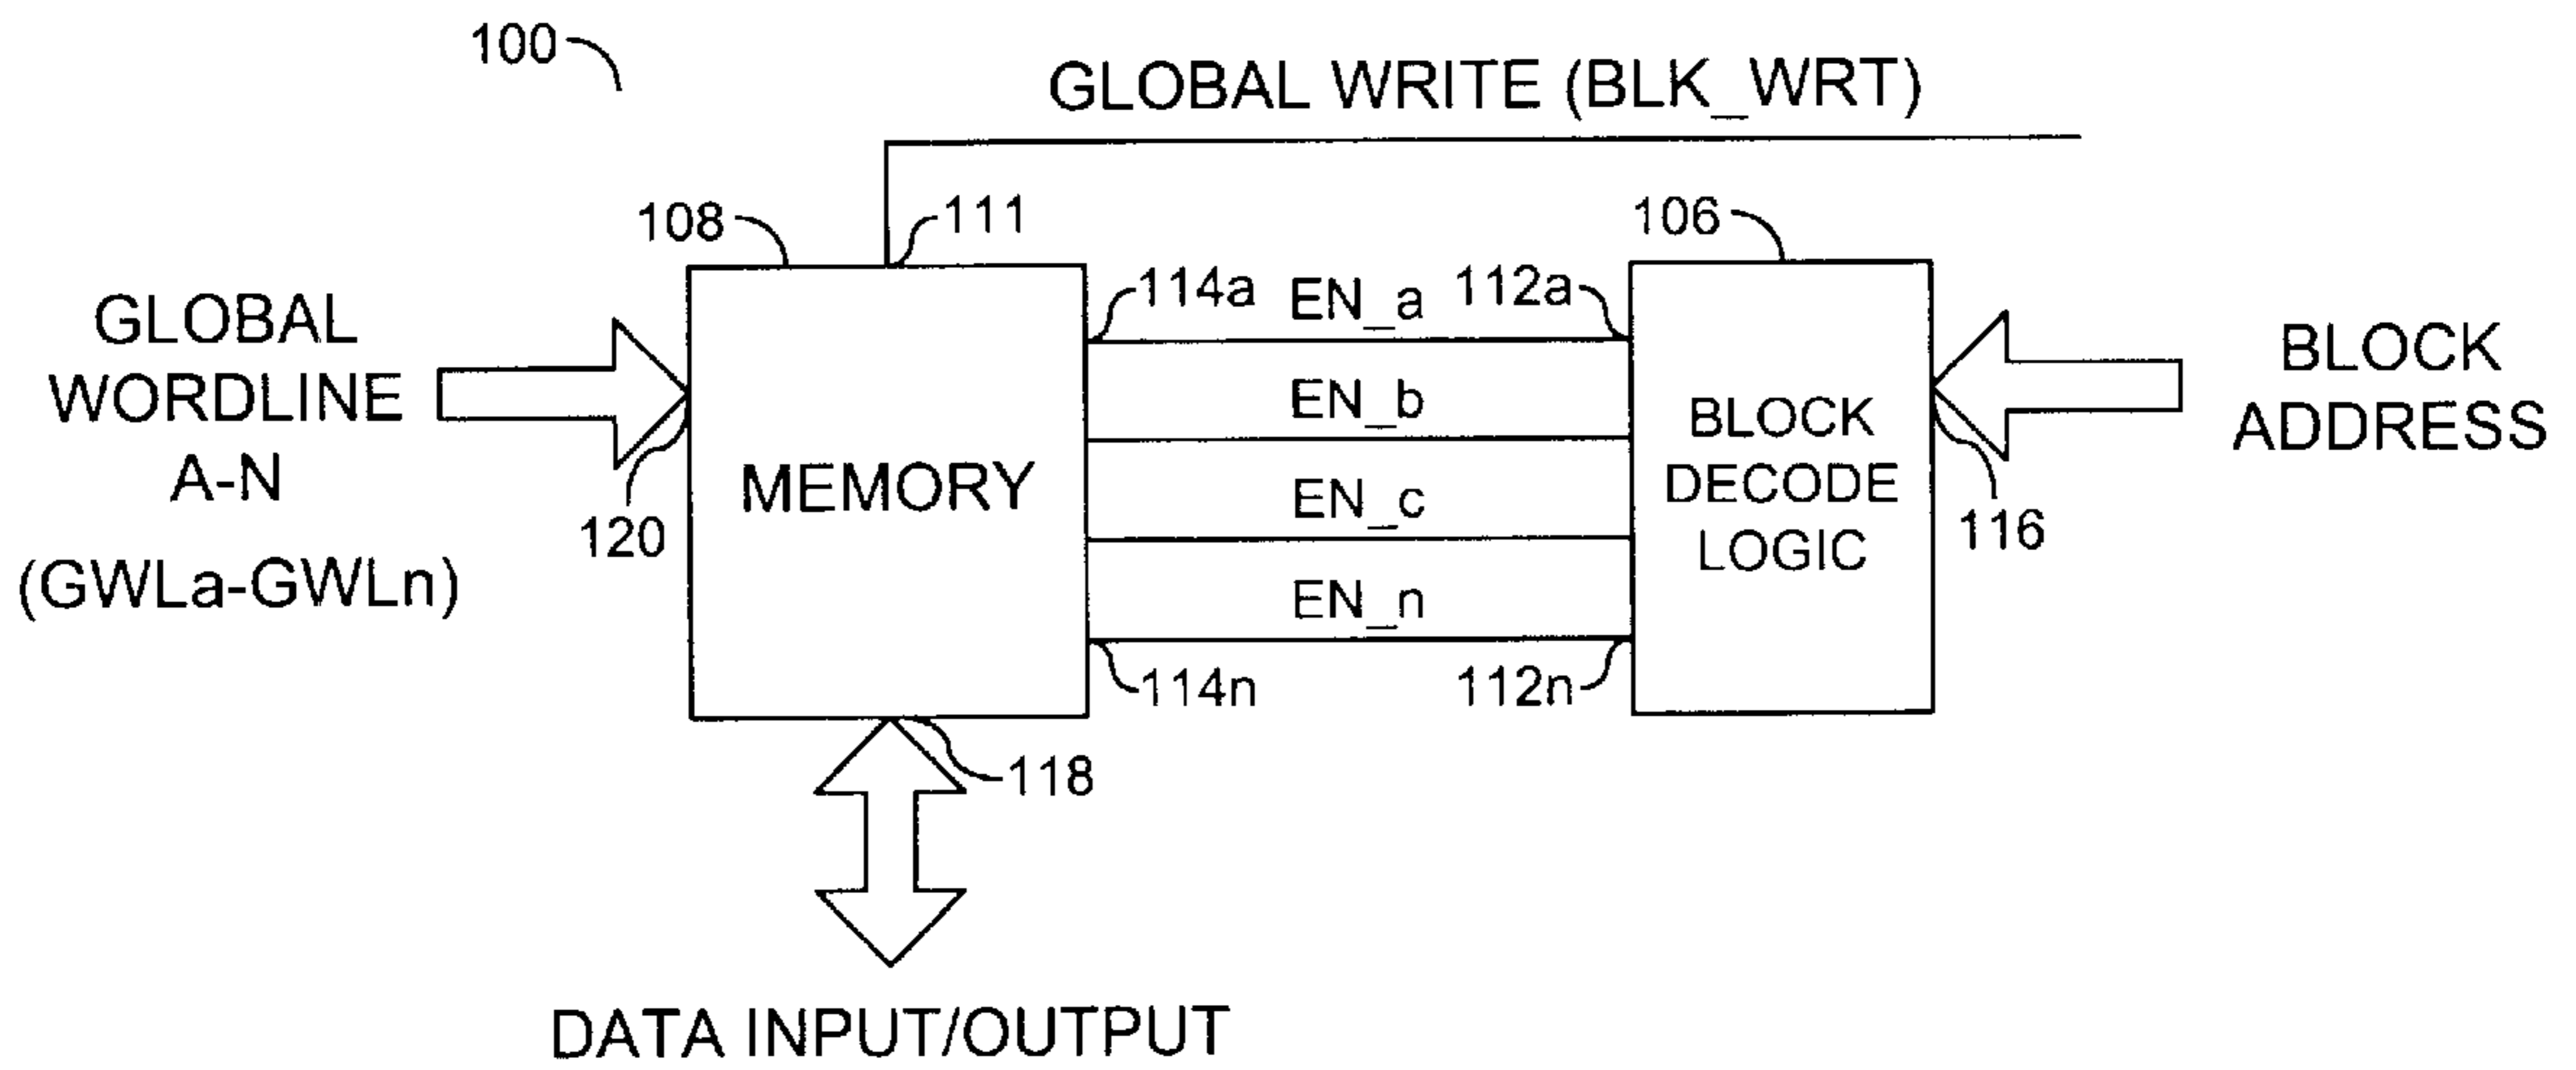 100
GLOBAL WRITE (BLK_WRT)
108
111
106
114a
EN_a
112a
GLOBAL
WORDLINE
A-N
(GWLa-GWLn)
120
MEMORY
EN_b
EN_c
EN_n
BLOCK
DECODE
LOGIC
116
BLOCK
ADDRESS
114n
112n
118
DATA INPUT/OUTPUT